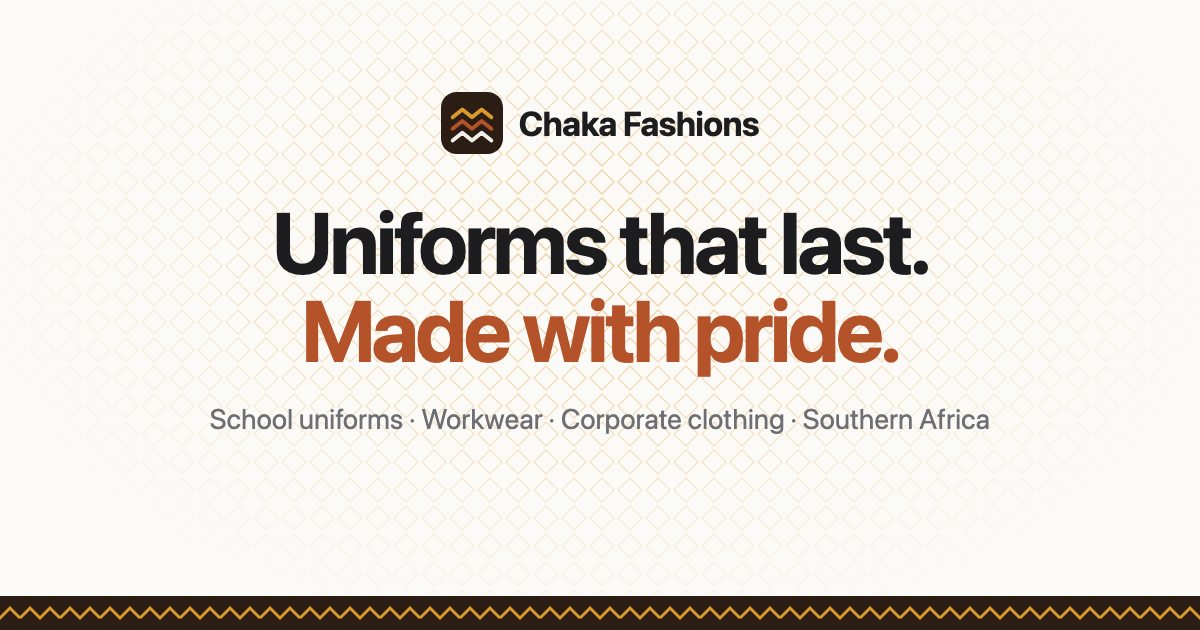 Chaka Fashions
Uniforms that last.
Made with pride.
School uniforms · Workwear · Corporate clothing · Southern Africa